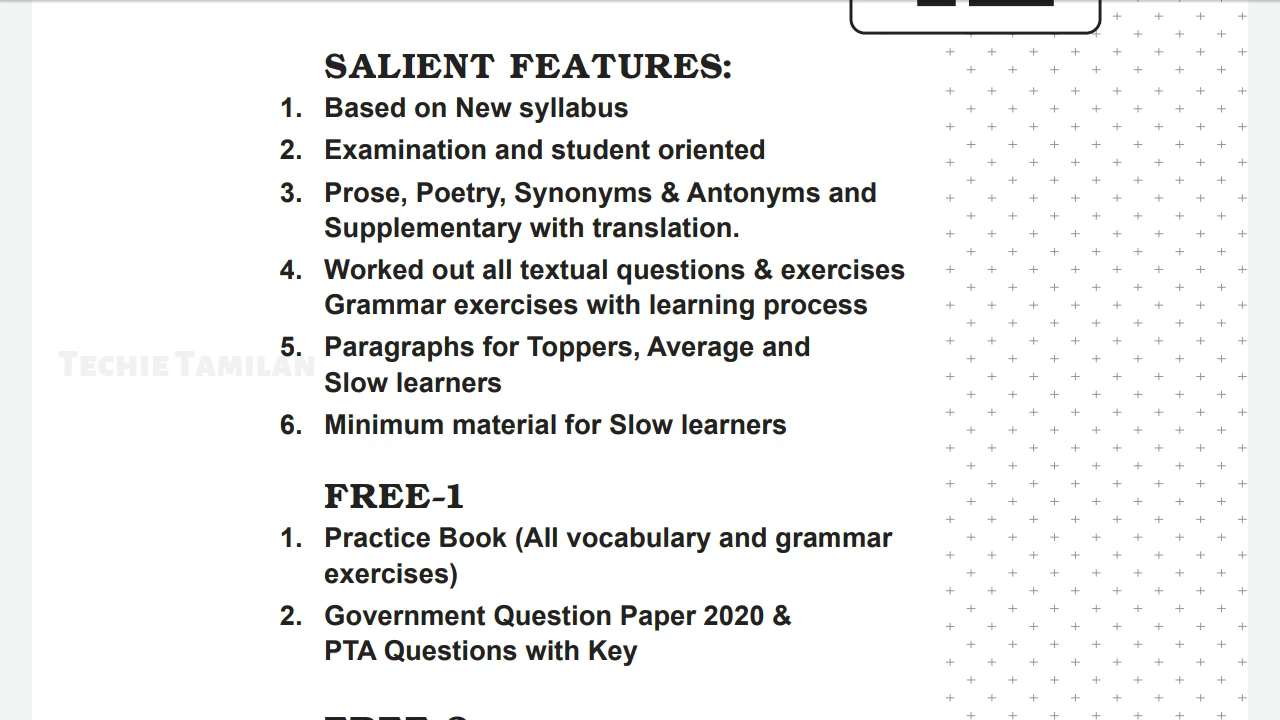 SALIENT FEATURES:
1. Based on New syllabus
2. Examination and student oriented
3. Prose, Poetry, Synonyms & Antonyms and
Supplementary with translation.
4. Worked out all textual questions & exercises
Grammar exercises with learning process
TECHIE TAMILAN
5. Paragraphs for Toppers, Average and
Slow learners
6. Minimum material for Slow learners
FREE-1
1. Practice Book (All vocabulary and grammar
exercises)
2. Government Question Paper 2020 &
PTA Questions with Key